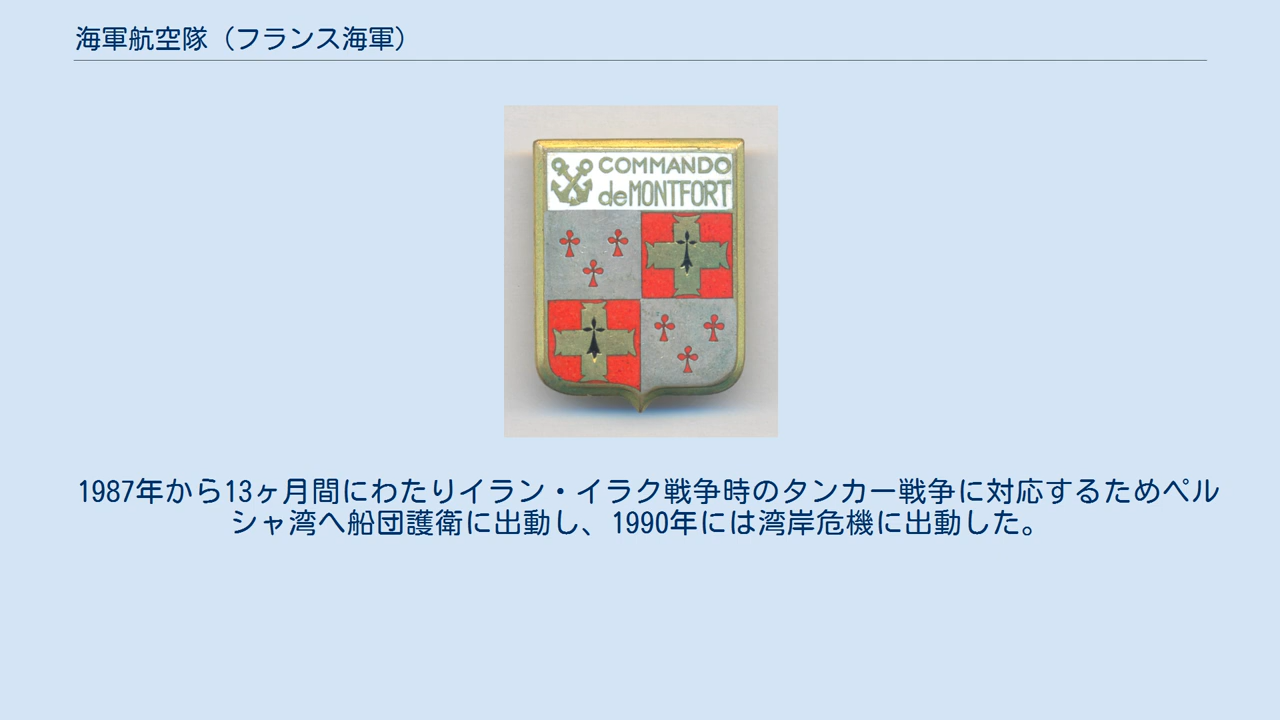 海軍航空隊（フランス海軍）
COMMANDO
deMONTFORT
1987年から13ヶ月間にわたりイラン・イラク戦争時のタンカー戦争に対応するためペル
シャ湾へ船団護衛に出動し、1990年には湾岸危機に出動した。